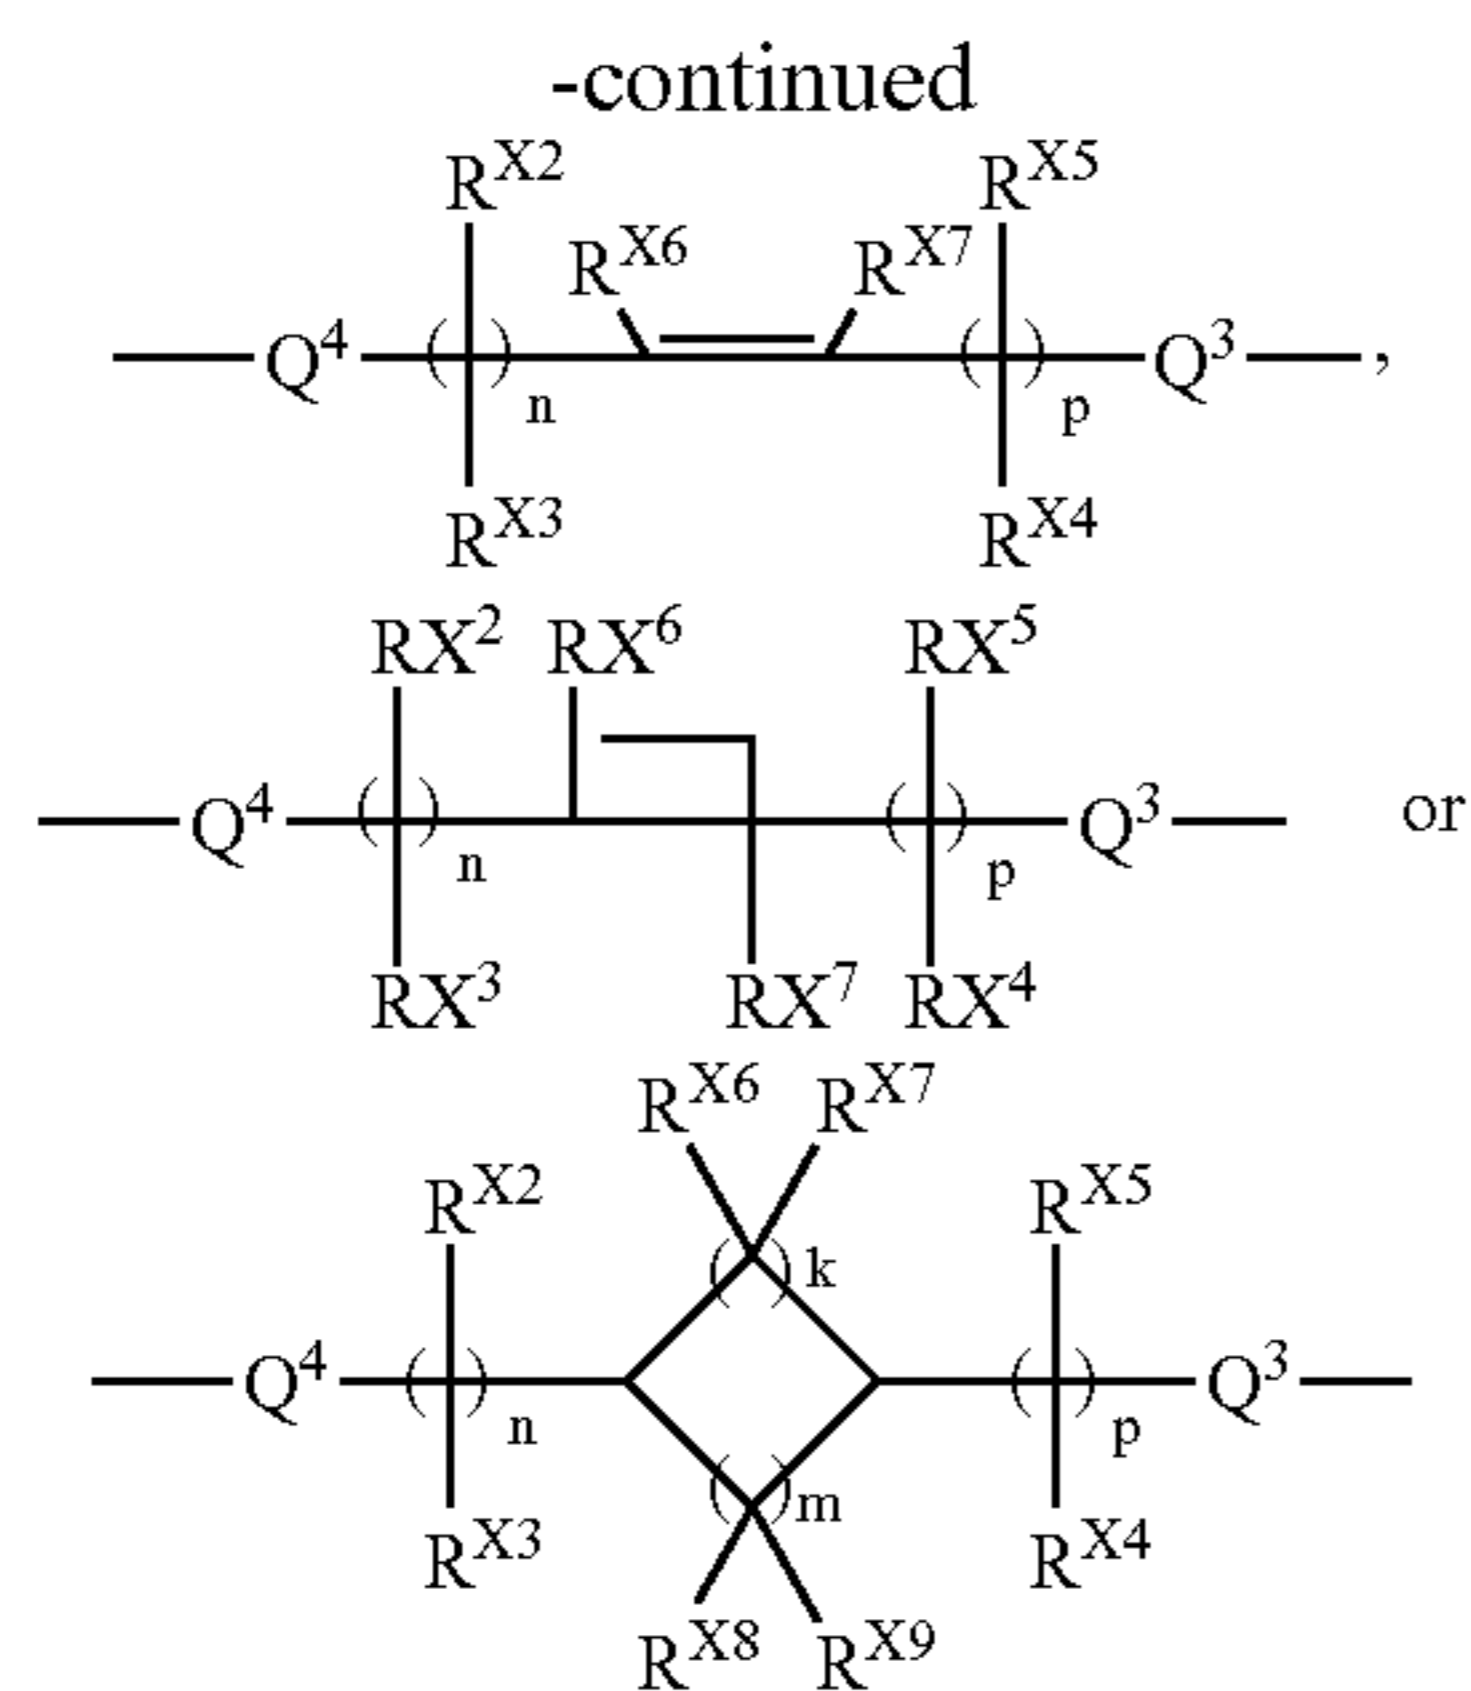 -continued
R^X2 R^X5
R^X6 R^X7
Q^4 ( )n ( )p Q^3 ,
R^X3 R^X4
RX^2 RX^6 RX^5
Q^4 ( )n ( )p Q^3 or
RX^3 RX^7 RX^4
R^X6 R^X7
R^X2 R^X5
( )k
Q^4 ( )n ( )p Q^3
( )m
R^X3 R^X4
R^X8 R^X9